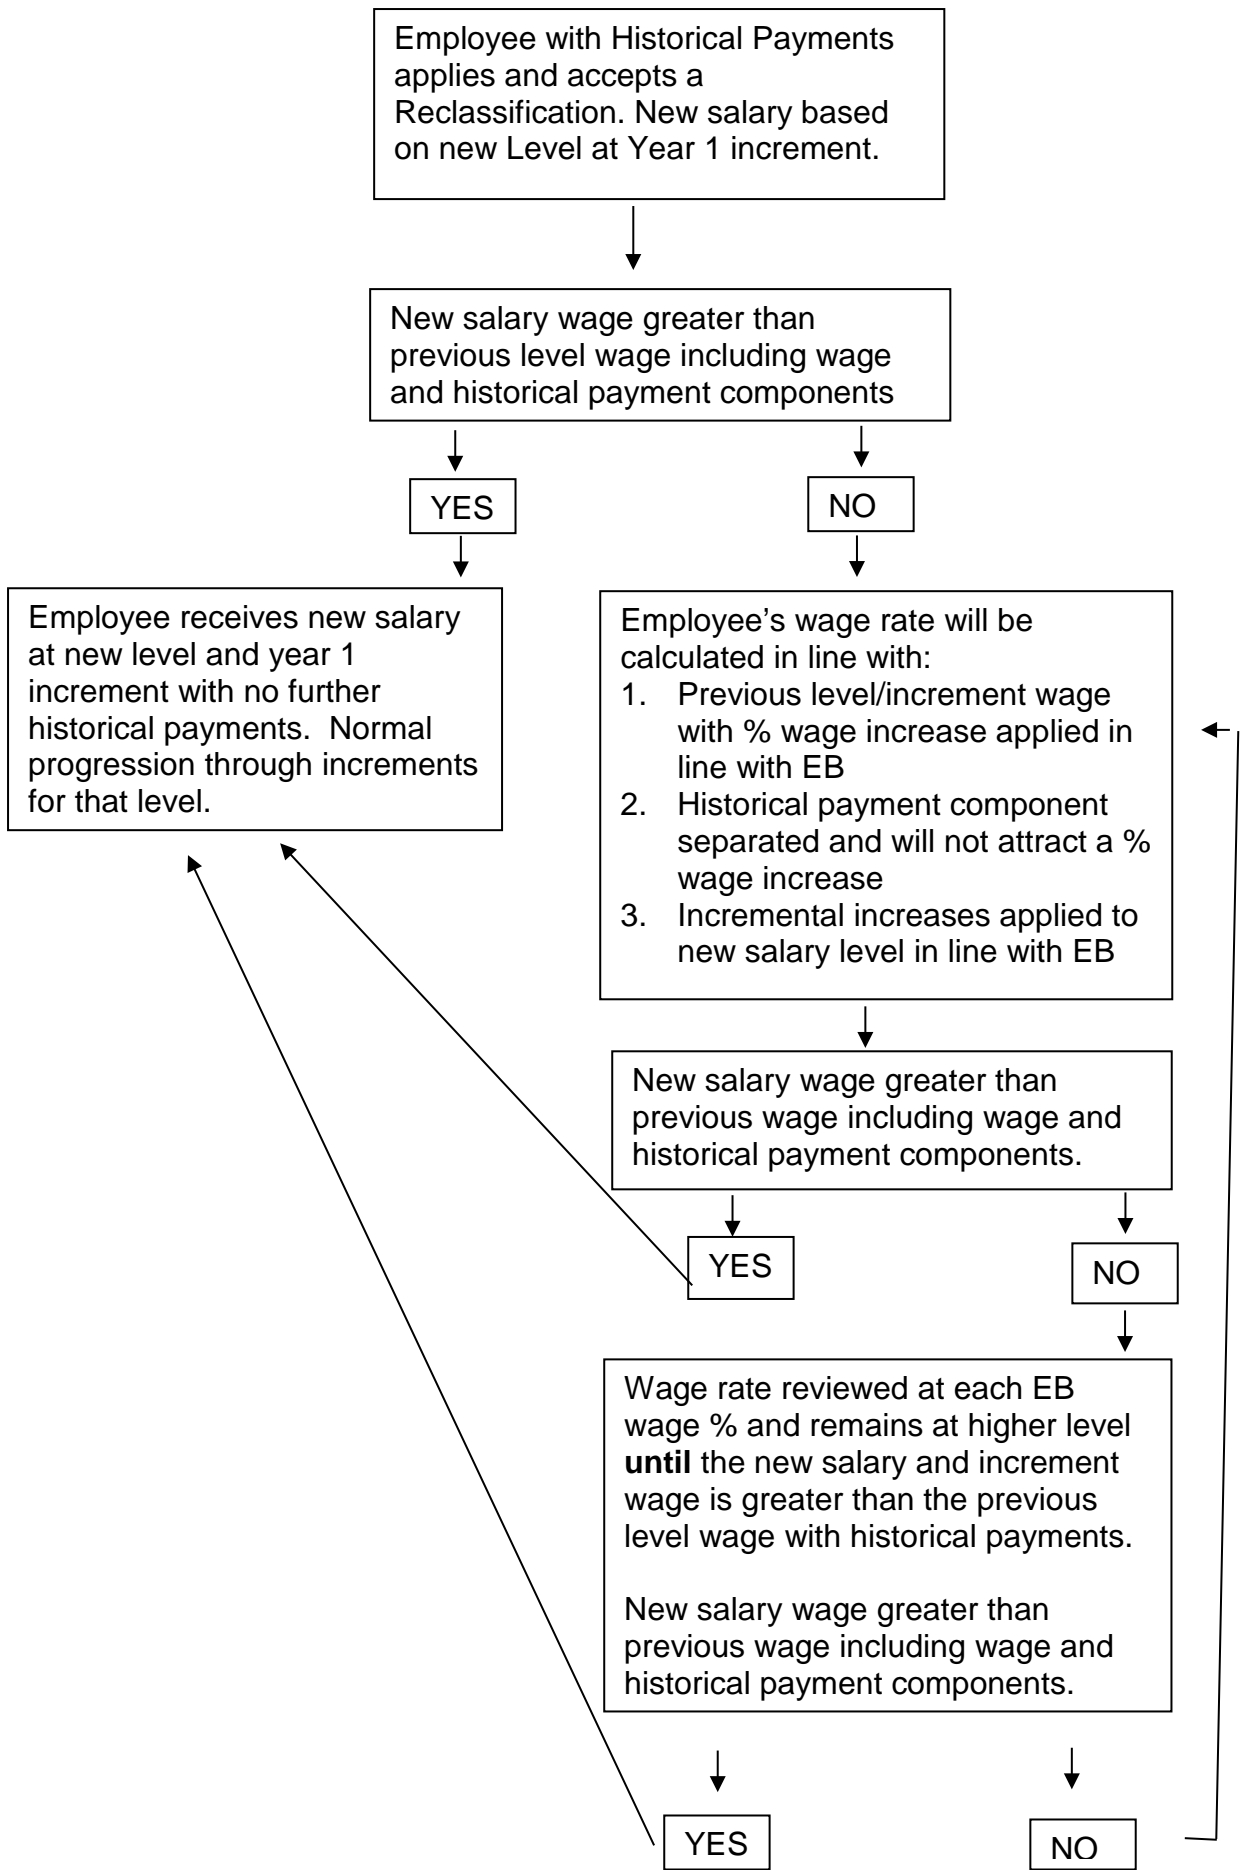 Employee with Historical Payments
applies and accepts a
Reclassification. New salary based
on new Level at Year 1 increment.
New salary wage greater than
previous level wage including wage
and historical payment components
YES
NO
Employee receives new salary
at new level and year 1
increment with no further
historical payments.  Normal
progression through increments
for that level.
Employee’s wage rate will be
calculated in line with:
1. Previous level/increment wage
with % wage increase applied in
line with EB
2. Historical payment component
separated and will not attract a %
wage increase
3. Incremental increases applied to
new salary level in line with EB
New salary wage greater than
previous wage including wage and
historical payment components.
YES
NO
Wage rate reviewed at each EB
wage % and remains at higher level
until the new salary and increment
wage is greater than the previous
level wage with historical payments.
New salary wage greater than
previous wage including wage and
historical payment components.
YES
NO